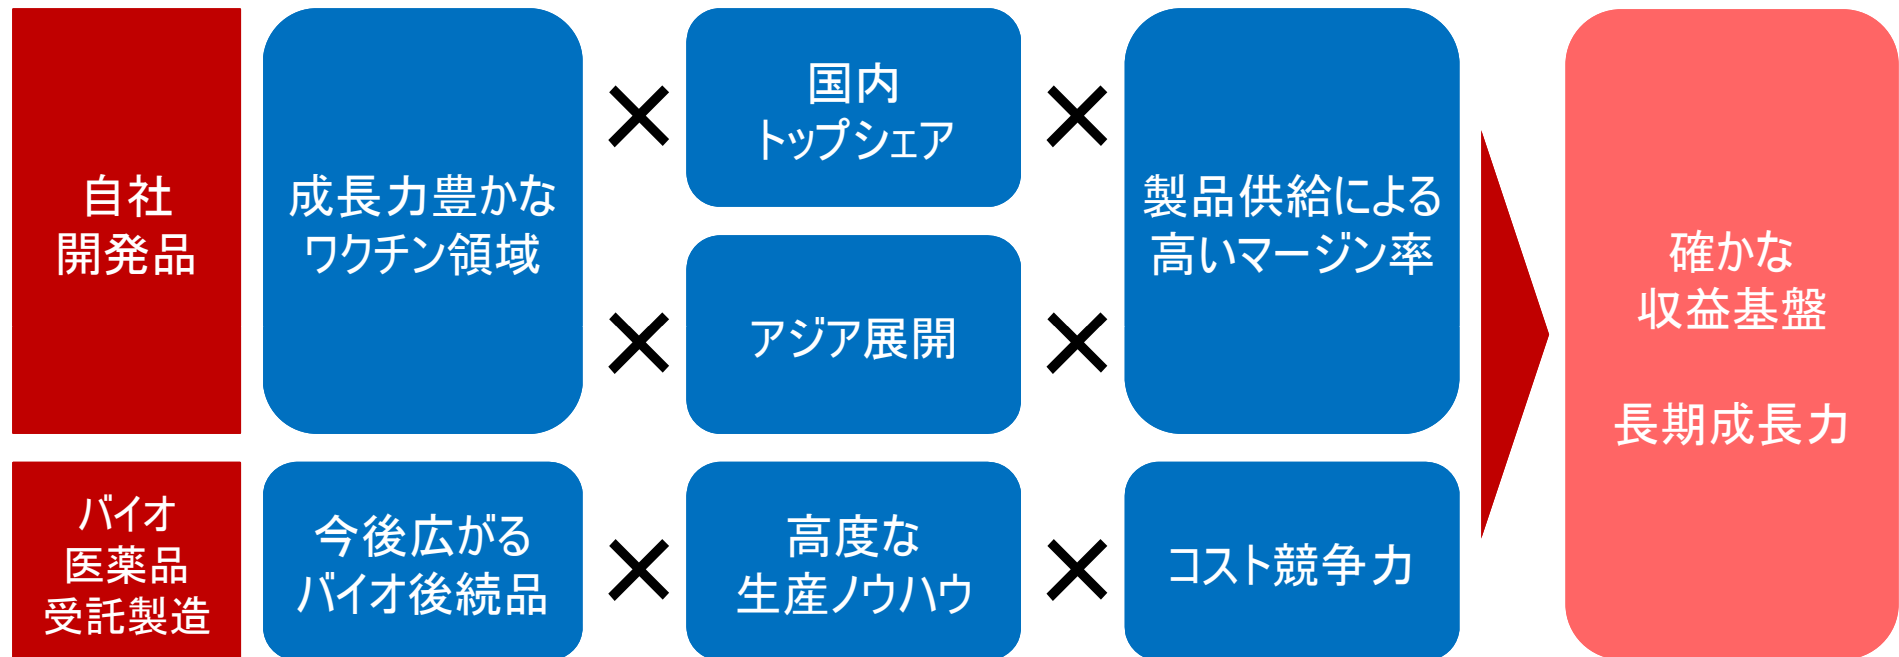 自社
開発品
成長力豊かな
ワクチン領域
×
国内
トップシェア
×
アジア展開
×
製品供給による
高いマージン率
×
バイオ
医薬品
受託製造
今後広がる
バイオ後続品
×
高度な
生産ノウハウ
×
コスト競争力
確かな
収益基盤
長期成長力